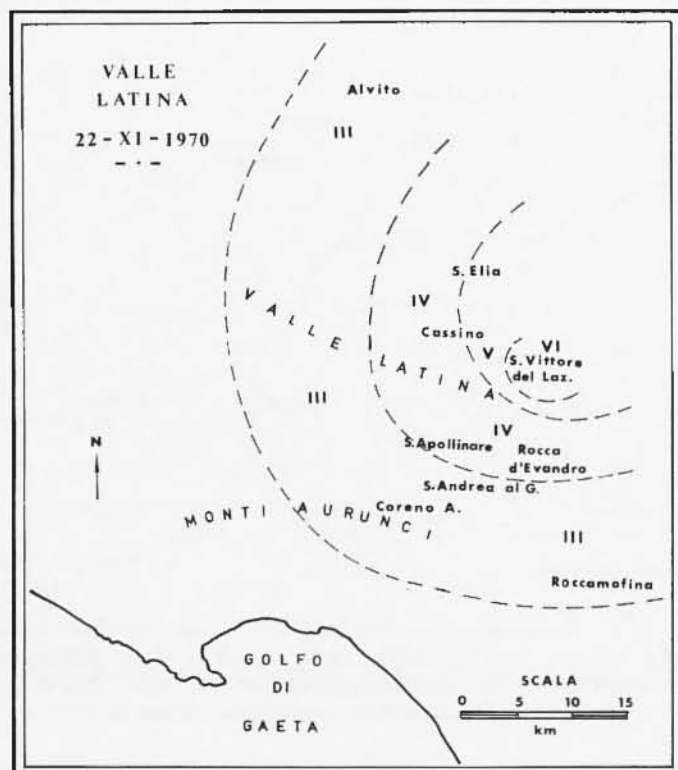 VALLE
LATINA
22-XI-1970
Alvito
III
S. Elia
IV
VALLE LATINA
Cassino
V
VI
S. Vittore
del Laz.
III
IV
S. Apollinare
Rocca
d'Evandro
N
S. Andrea al G.
Coreno A.
MONTI AURUNCI
III
Roccamofina
GOLFO
DI
GAETA
SCALA
0 5 10 15
km